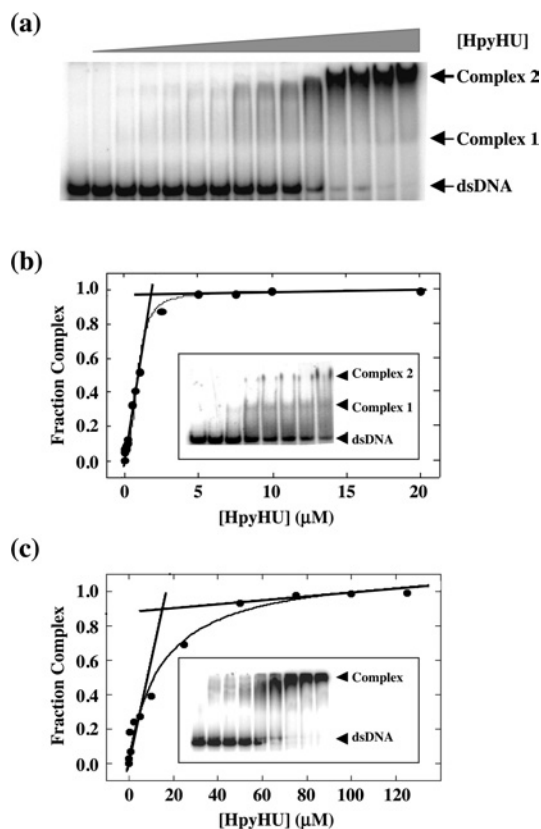 (a)
[HpyHU]
Complex 2
Complex 1
dsDNA
(b)
Fraction Complex
1.0
0.8
0.6
0.4
0.2
0.0
Complex 2
Complex 1
dsDNA
0
5
10
15
20
[HpyHU] (μM)
(c)
Fraction Complex
1.0
0.8
0.6
0.4
0.2
0.0
Complex
dsDNA
0
20
40
60
80
100
120
[HpyHU] (μM)